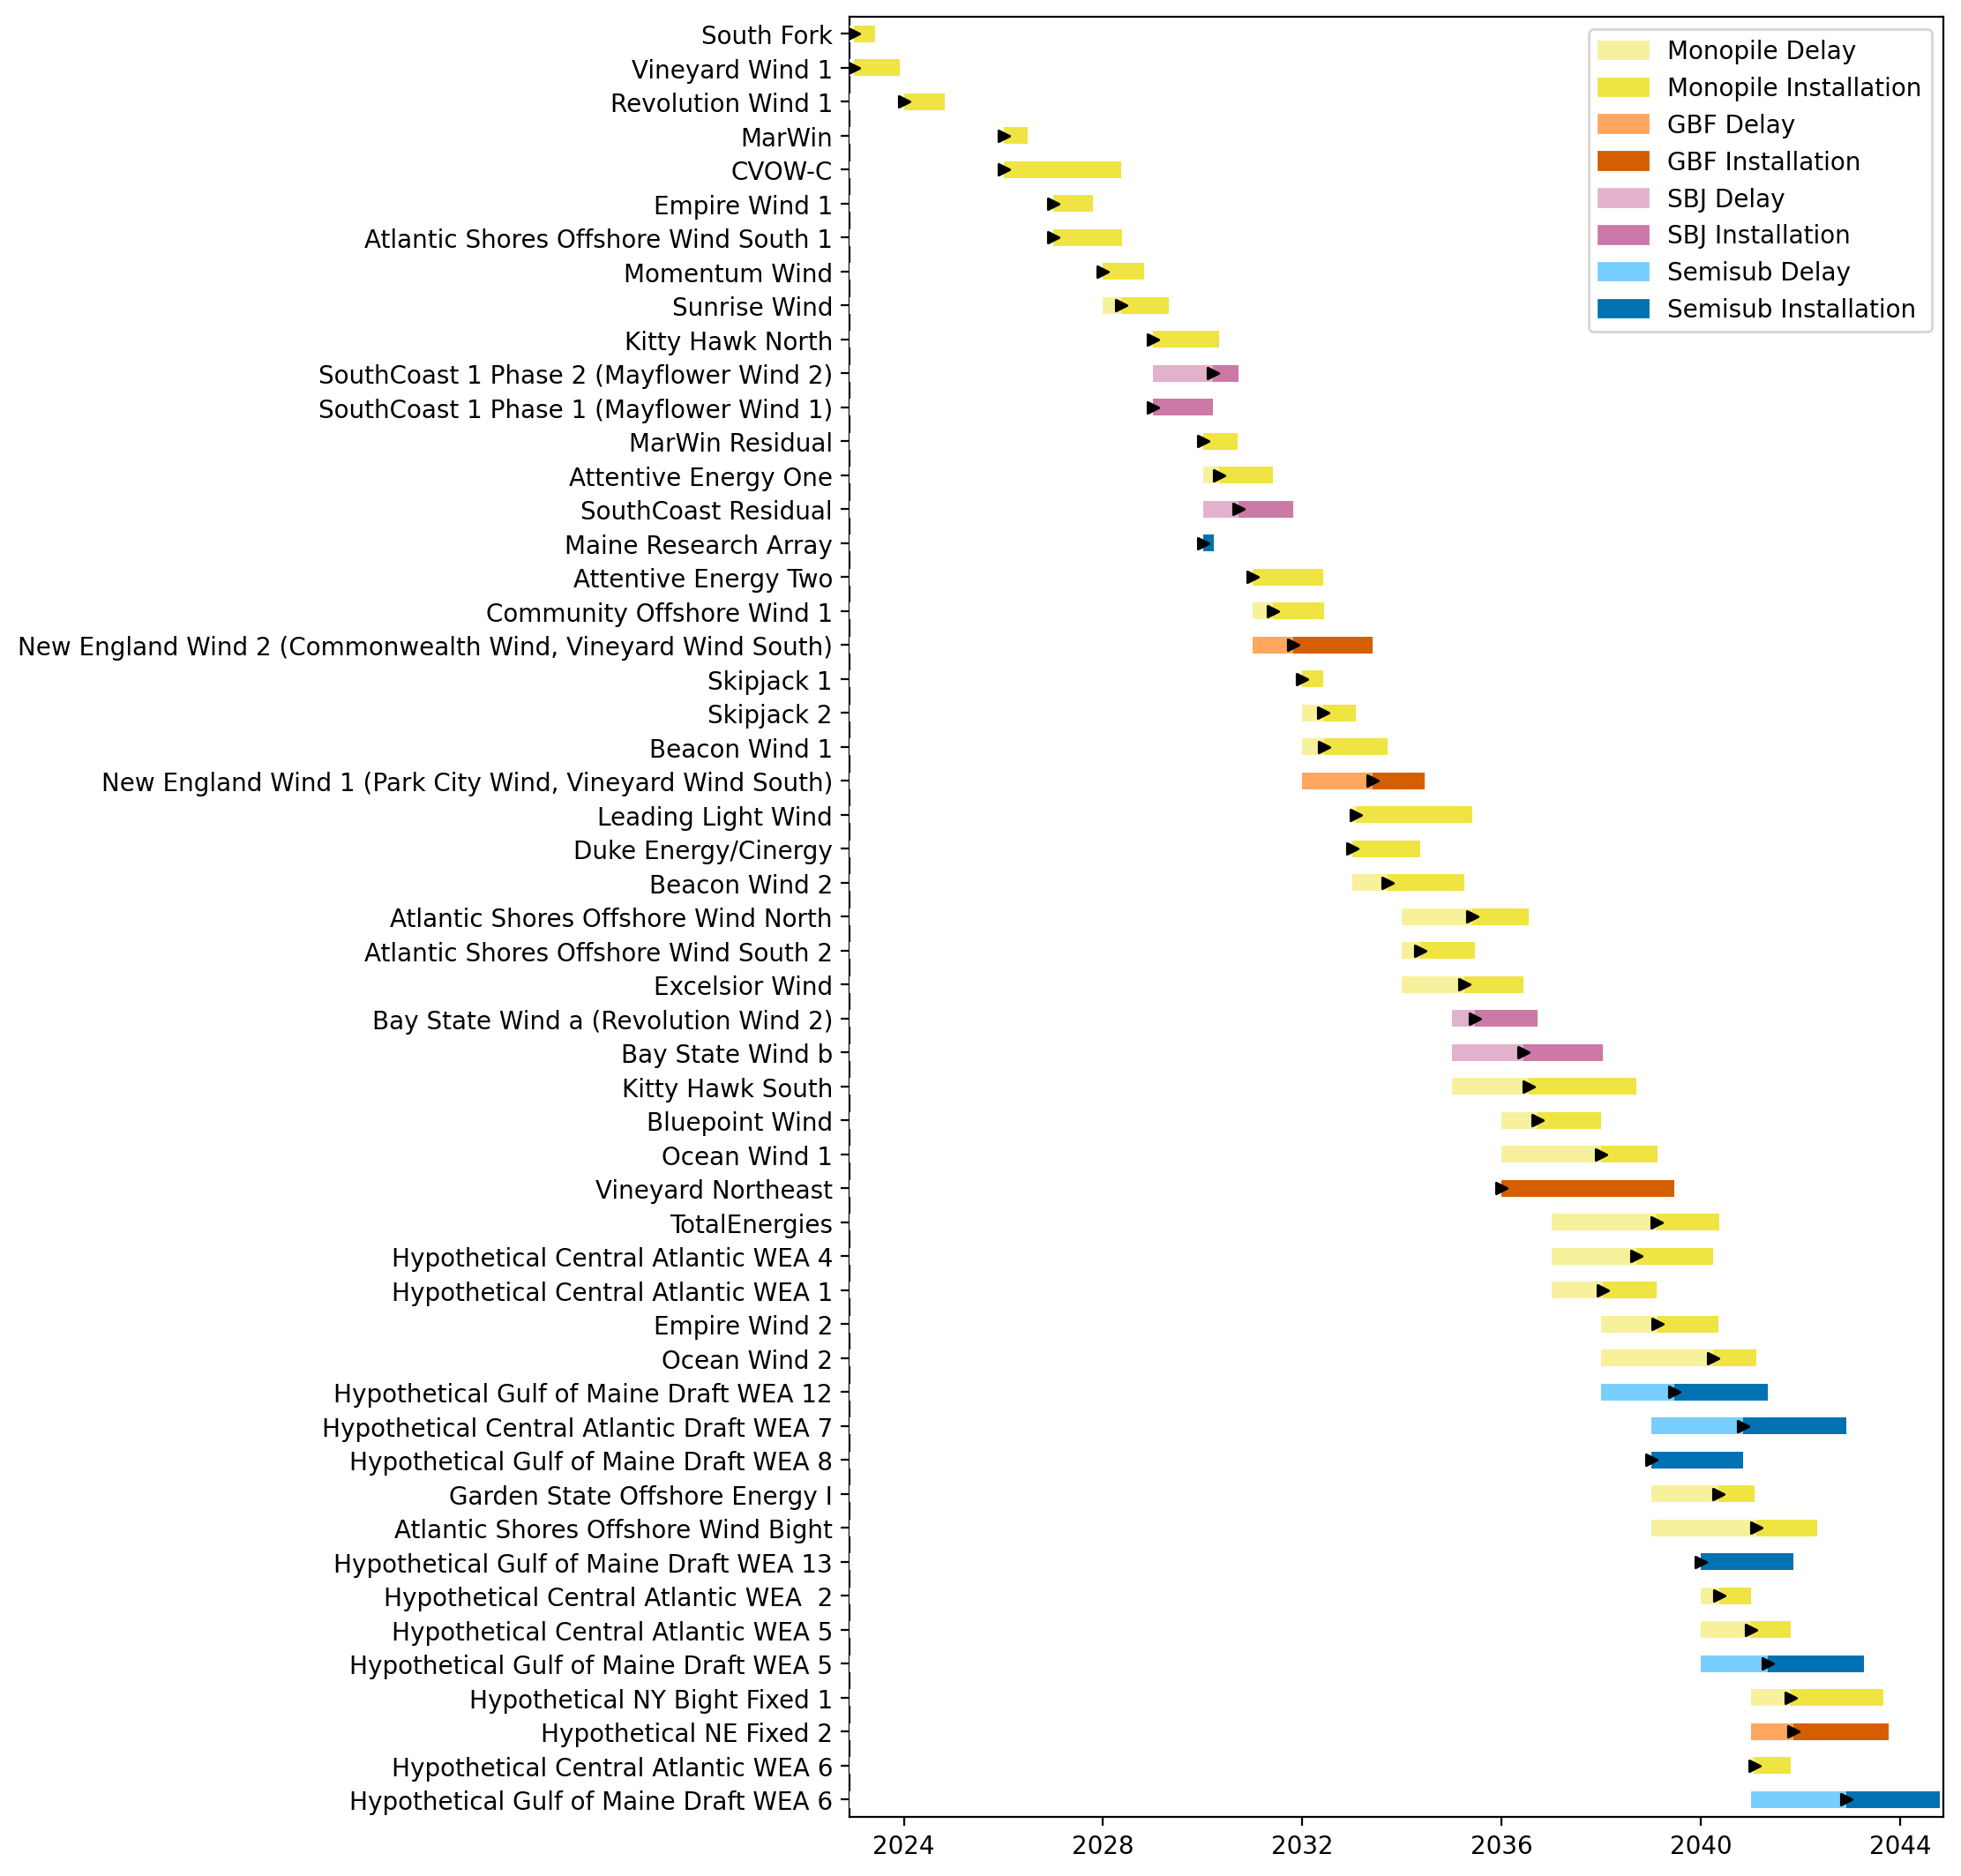 South Fork
Vineyard Wind 1
Revolution Wind 1
MarWin
CVOW-C
Empire Wind 1
Atlantic Shores Offshore Wind South 1
Momentum Wind
Sunrise Wind
Kitty Hawk North
SouthCoast 1 Phase 2 (Mayflower Wind 2)
SouthCoast 1 Phase 1 (Mayflower Wind 1)
MarWin Residual
Attentive Energy One
SouthCoast Residual
Maine Research Array
Attentive Energy Two
Community Offshore Wind 1
New England Wind 2 (Commonwealth Wind, Vineyard Wind South)
Skipjack 1
Skipjack 2
Beacon Wind 1
New England Wind 1 (Park City Wind, Vineyard Wind South)
Leading Light Wind
Duke Energy/Cinergy
Beacon Wind 2
Atlantic Shores Offshore Wind North
Atlantic Shores Offshore Wind South 2
Excelsior Wind
Bay State Wind a (Revolution Wind 2)
Bay State Wind b
Kitty Hawk South
Bluepoint Wind
Ocean Wind 1
Vineyard Northeast
TotalEnergies
Hypothetical Central Atlantic WEA 4
Hypothetical Central Atlantic WEA 1
Empire Wind 2
Ocean Wind 2
Hypothetical Gulf of Maine Draft WEA 12
Hypothetical Central Atlantic Draft WEA 7
Hypothetical Gulf of Maine Draft WEA 8
Garden State Offshore Energy I
Atlantic Shores Offshore Wind Bight
Hypothetical Gulf of Maine Draft WEA 13
Hypothetical Central Atlantic WEA  2
Hypothetical Central Atlantic WEA 5
Hypothetical Gulf of Maine Draft WEA 5
Hypothetical NY Bight Fixed 1
Hypothetical NE Fixed 2
Hypothetical Central Atlantic WEA 6
Hypothetical Gulf of Maine Draft WEA 6
Monopile Delay
Monopile Installation
GBF Delay
GBF Installation
SBJ Delay
SBJ Installation
Semisub Delay
Semisub Installation
2024 2028 2032 2036 2040 2044